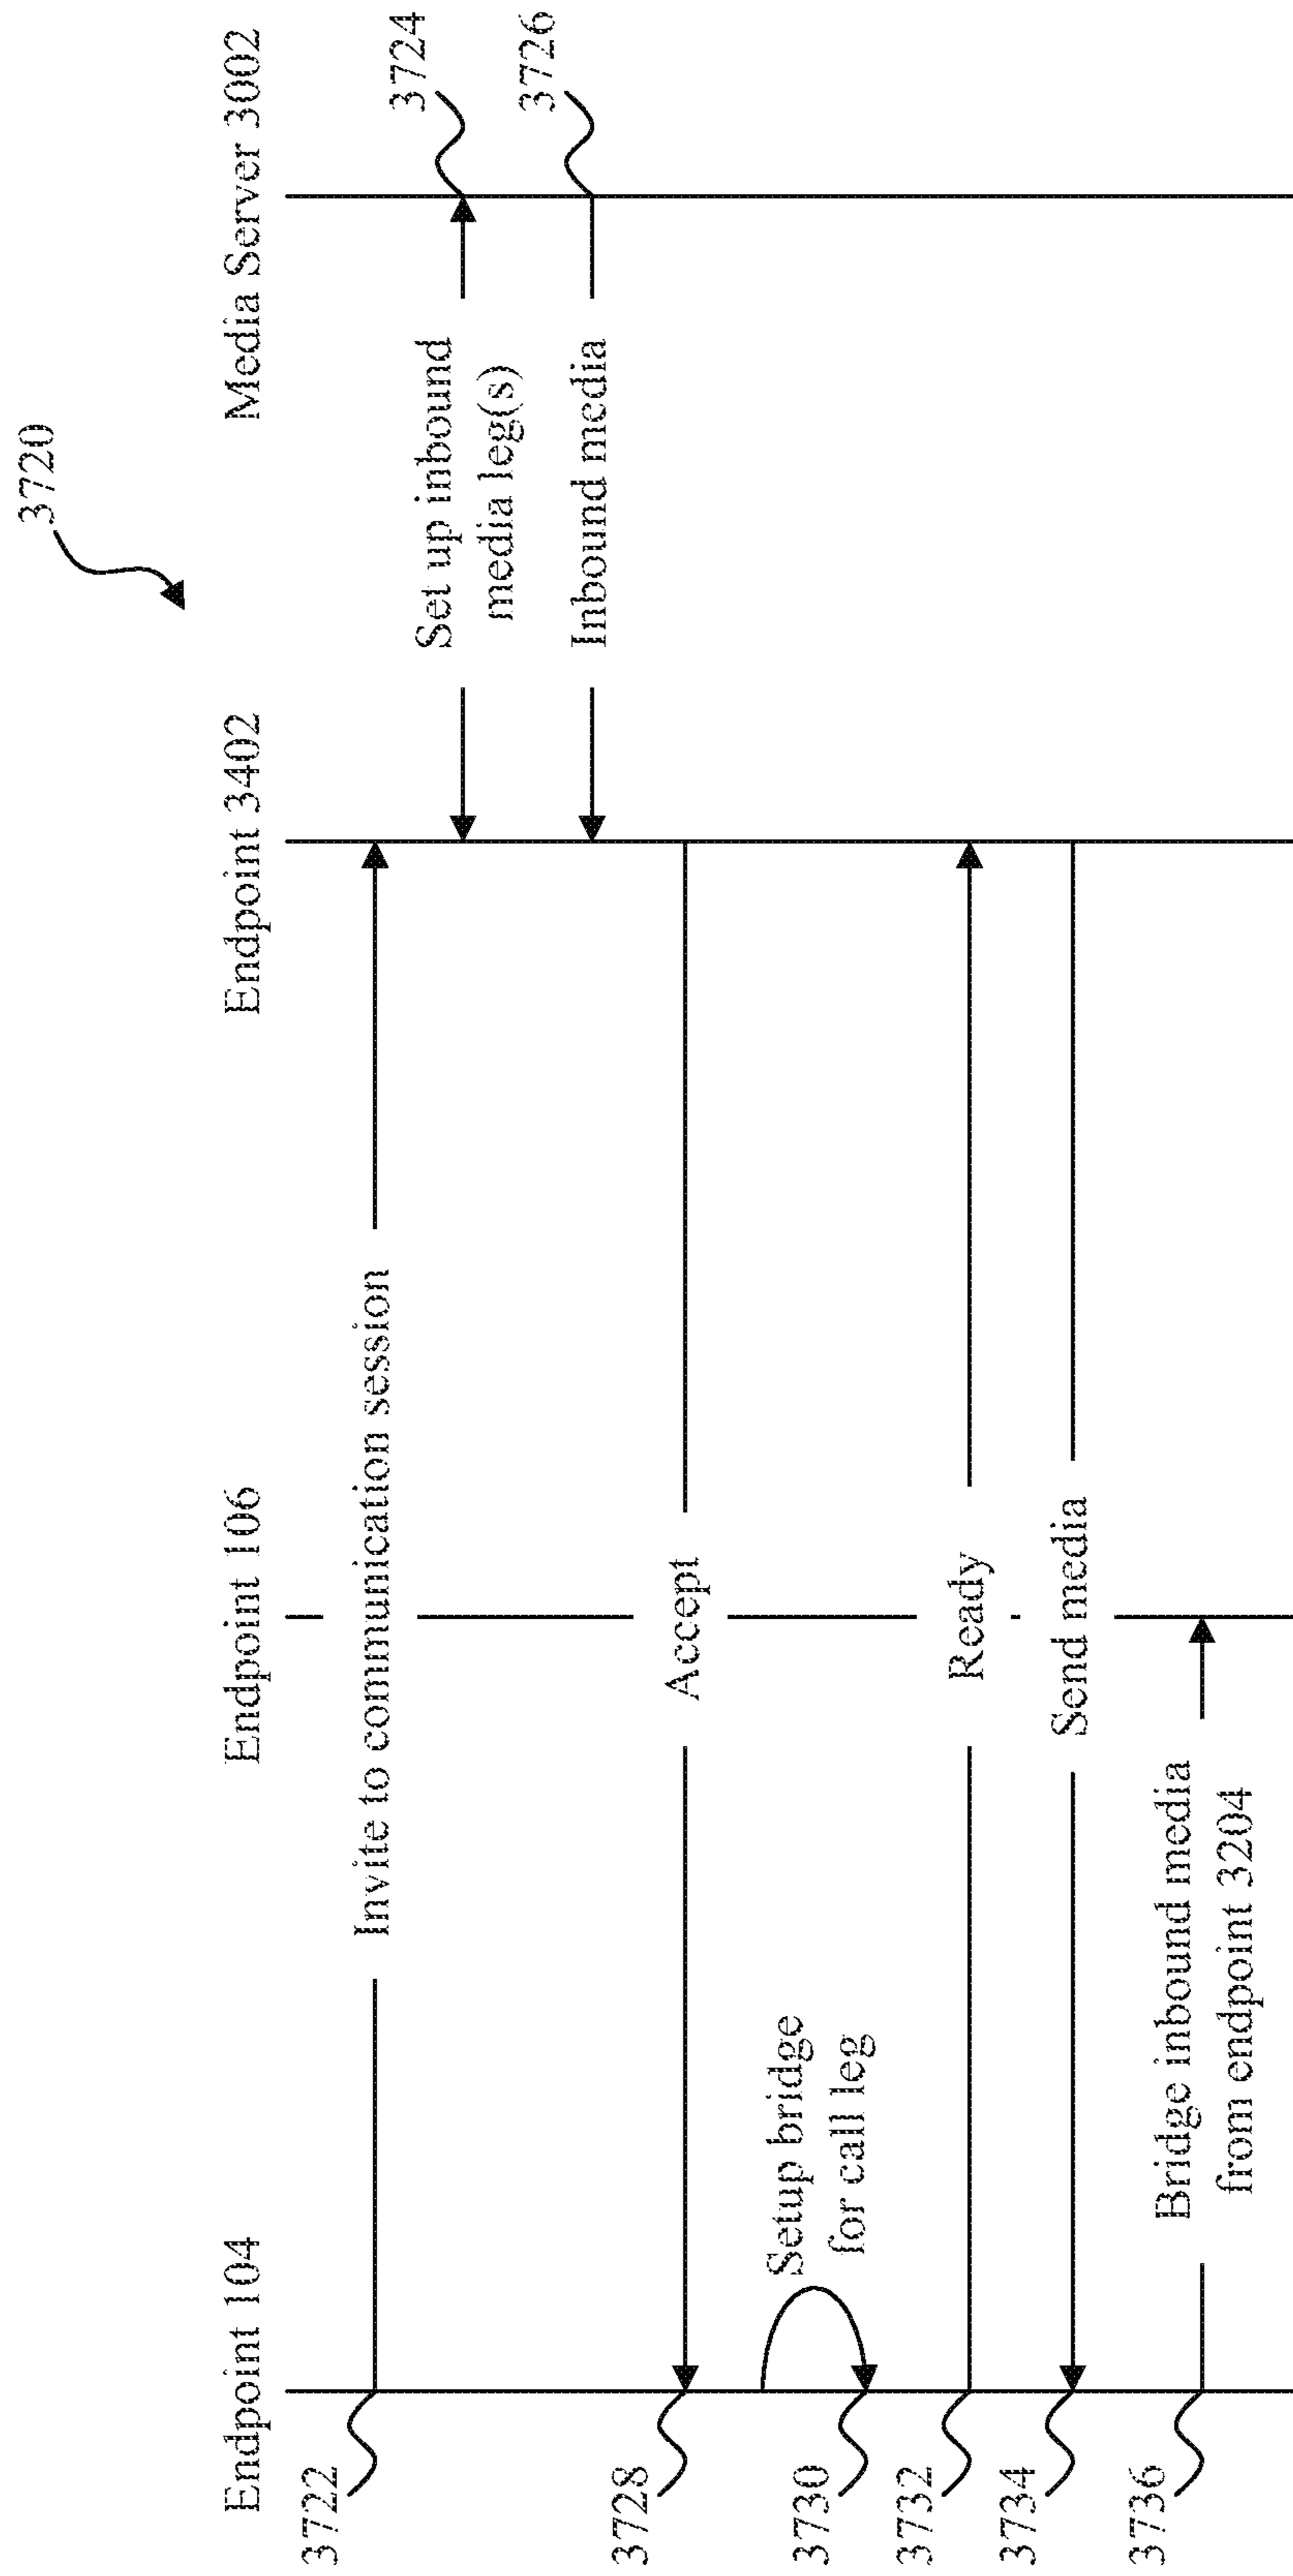 3720
Endpoint 104
Endpoint 106
Endpoint 3402
Media Server 3002
3722
Invite to communication session
Set up inbound
media leg(s)
3724
Inbound media
3726
3728
Accept
Setup bridge
for call leg
3730
3732
Ready
3734
Send media
3736
Bridge inbound media
from endpoint 3204